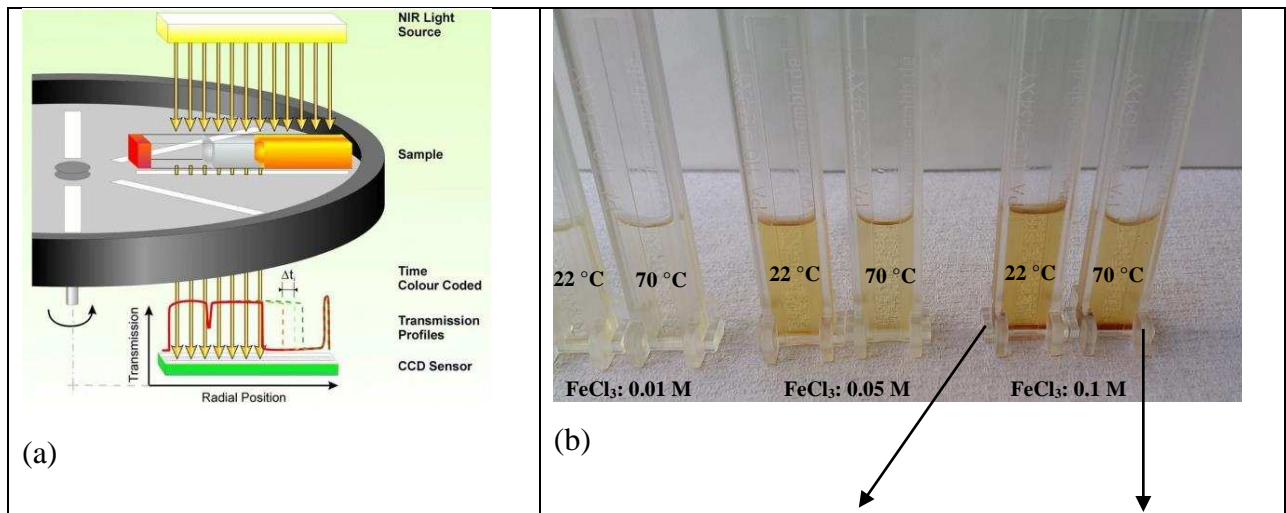 NIR Light
Source
Sample
Time
Colour Coded
Transmission
Profiles
CCD Sensor
Δt
Transmission
Radial Position
(a)
22 °C
70 °C
22 °C
70 °C
22 °C
70 °C
FeCl₃: 0.01 M
FeCl₃: 0.05 M
FeCl₃: 0.1 M
(b)